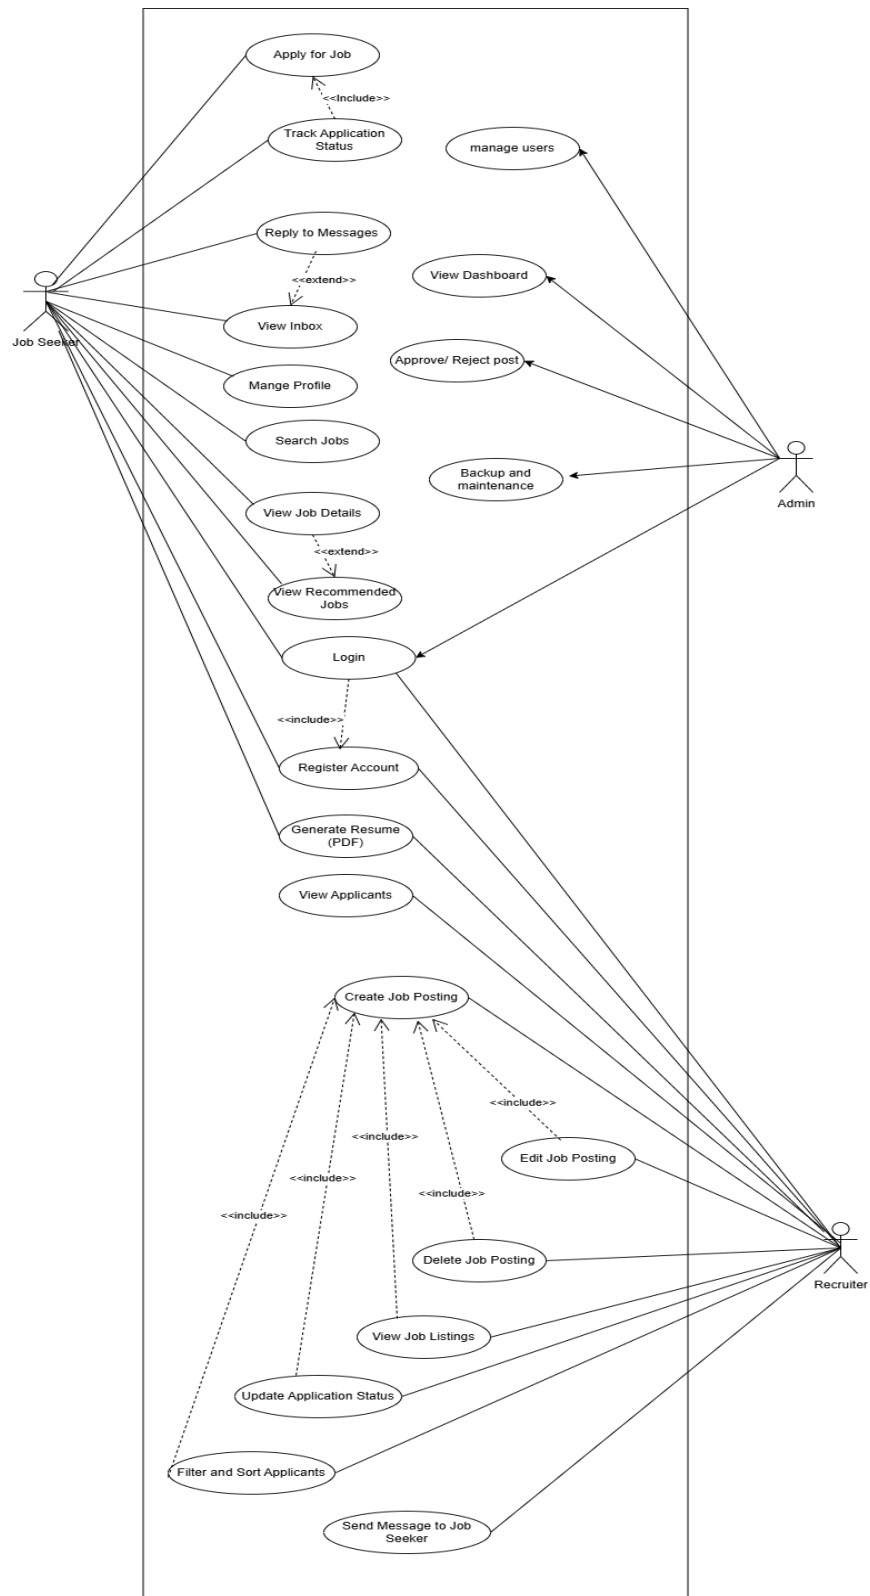 Apply for Job
<<Include>>
Track Application
Status
manage users
Reply to Messages
<<extend>>
View Dashboard
View Inbox
Job Seeker
Approve/ Reject post
Mange Profile
Search Jobs
Backup and
maintenance
Admin
View Job Details
<<extend>>
View Recommended
Jobs
Login
<<include>>
Register Account
Generate Resume
(PDF)
View Applicants
Create Job Posting
<<include>>
<<include>>
Edit Job Posting
<<include>>
<<include>>
<<include>>
Delete Job Posting
Recruiter
View Job Listings
Update Application Status
Filter and Sort Applicants
Send Message to Job
Seeker